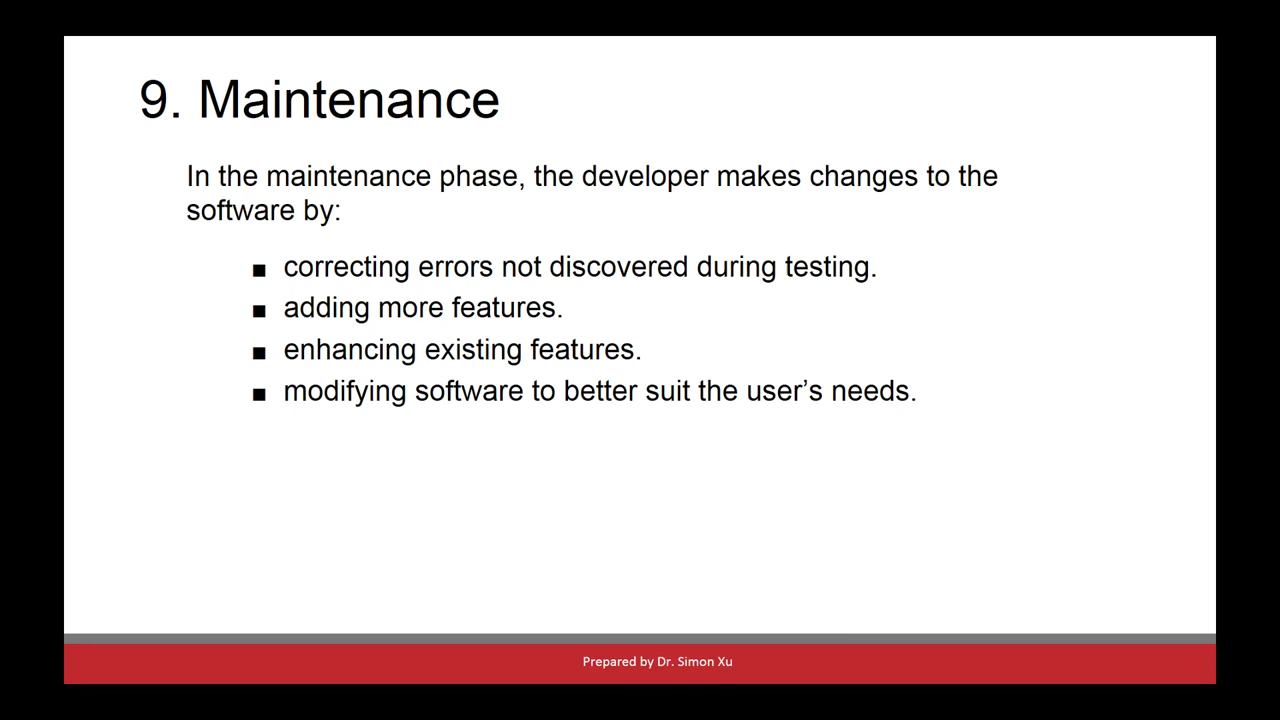 9. Maintenance
In the maintenance phase, the developer makes changes to the
software by:
■ correcting errors not discovered during testing.
■ adding more features.
■ enhancing existing features.
■ modifying software to better suit the user’s needs.
Prepared by Dr. Simon Xu